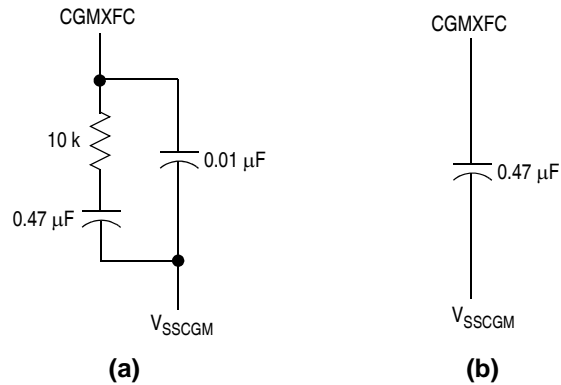 CGMXFC
10 k
0.01 µF
0.47 µF
VSSCGM
(a)
CGMXFC
0.47 µF
VSSCGM
(b)